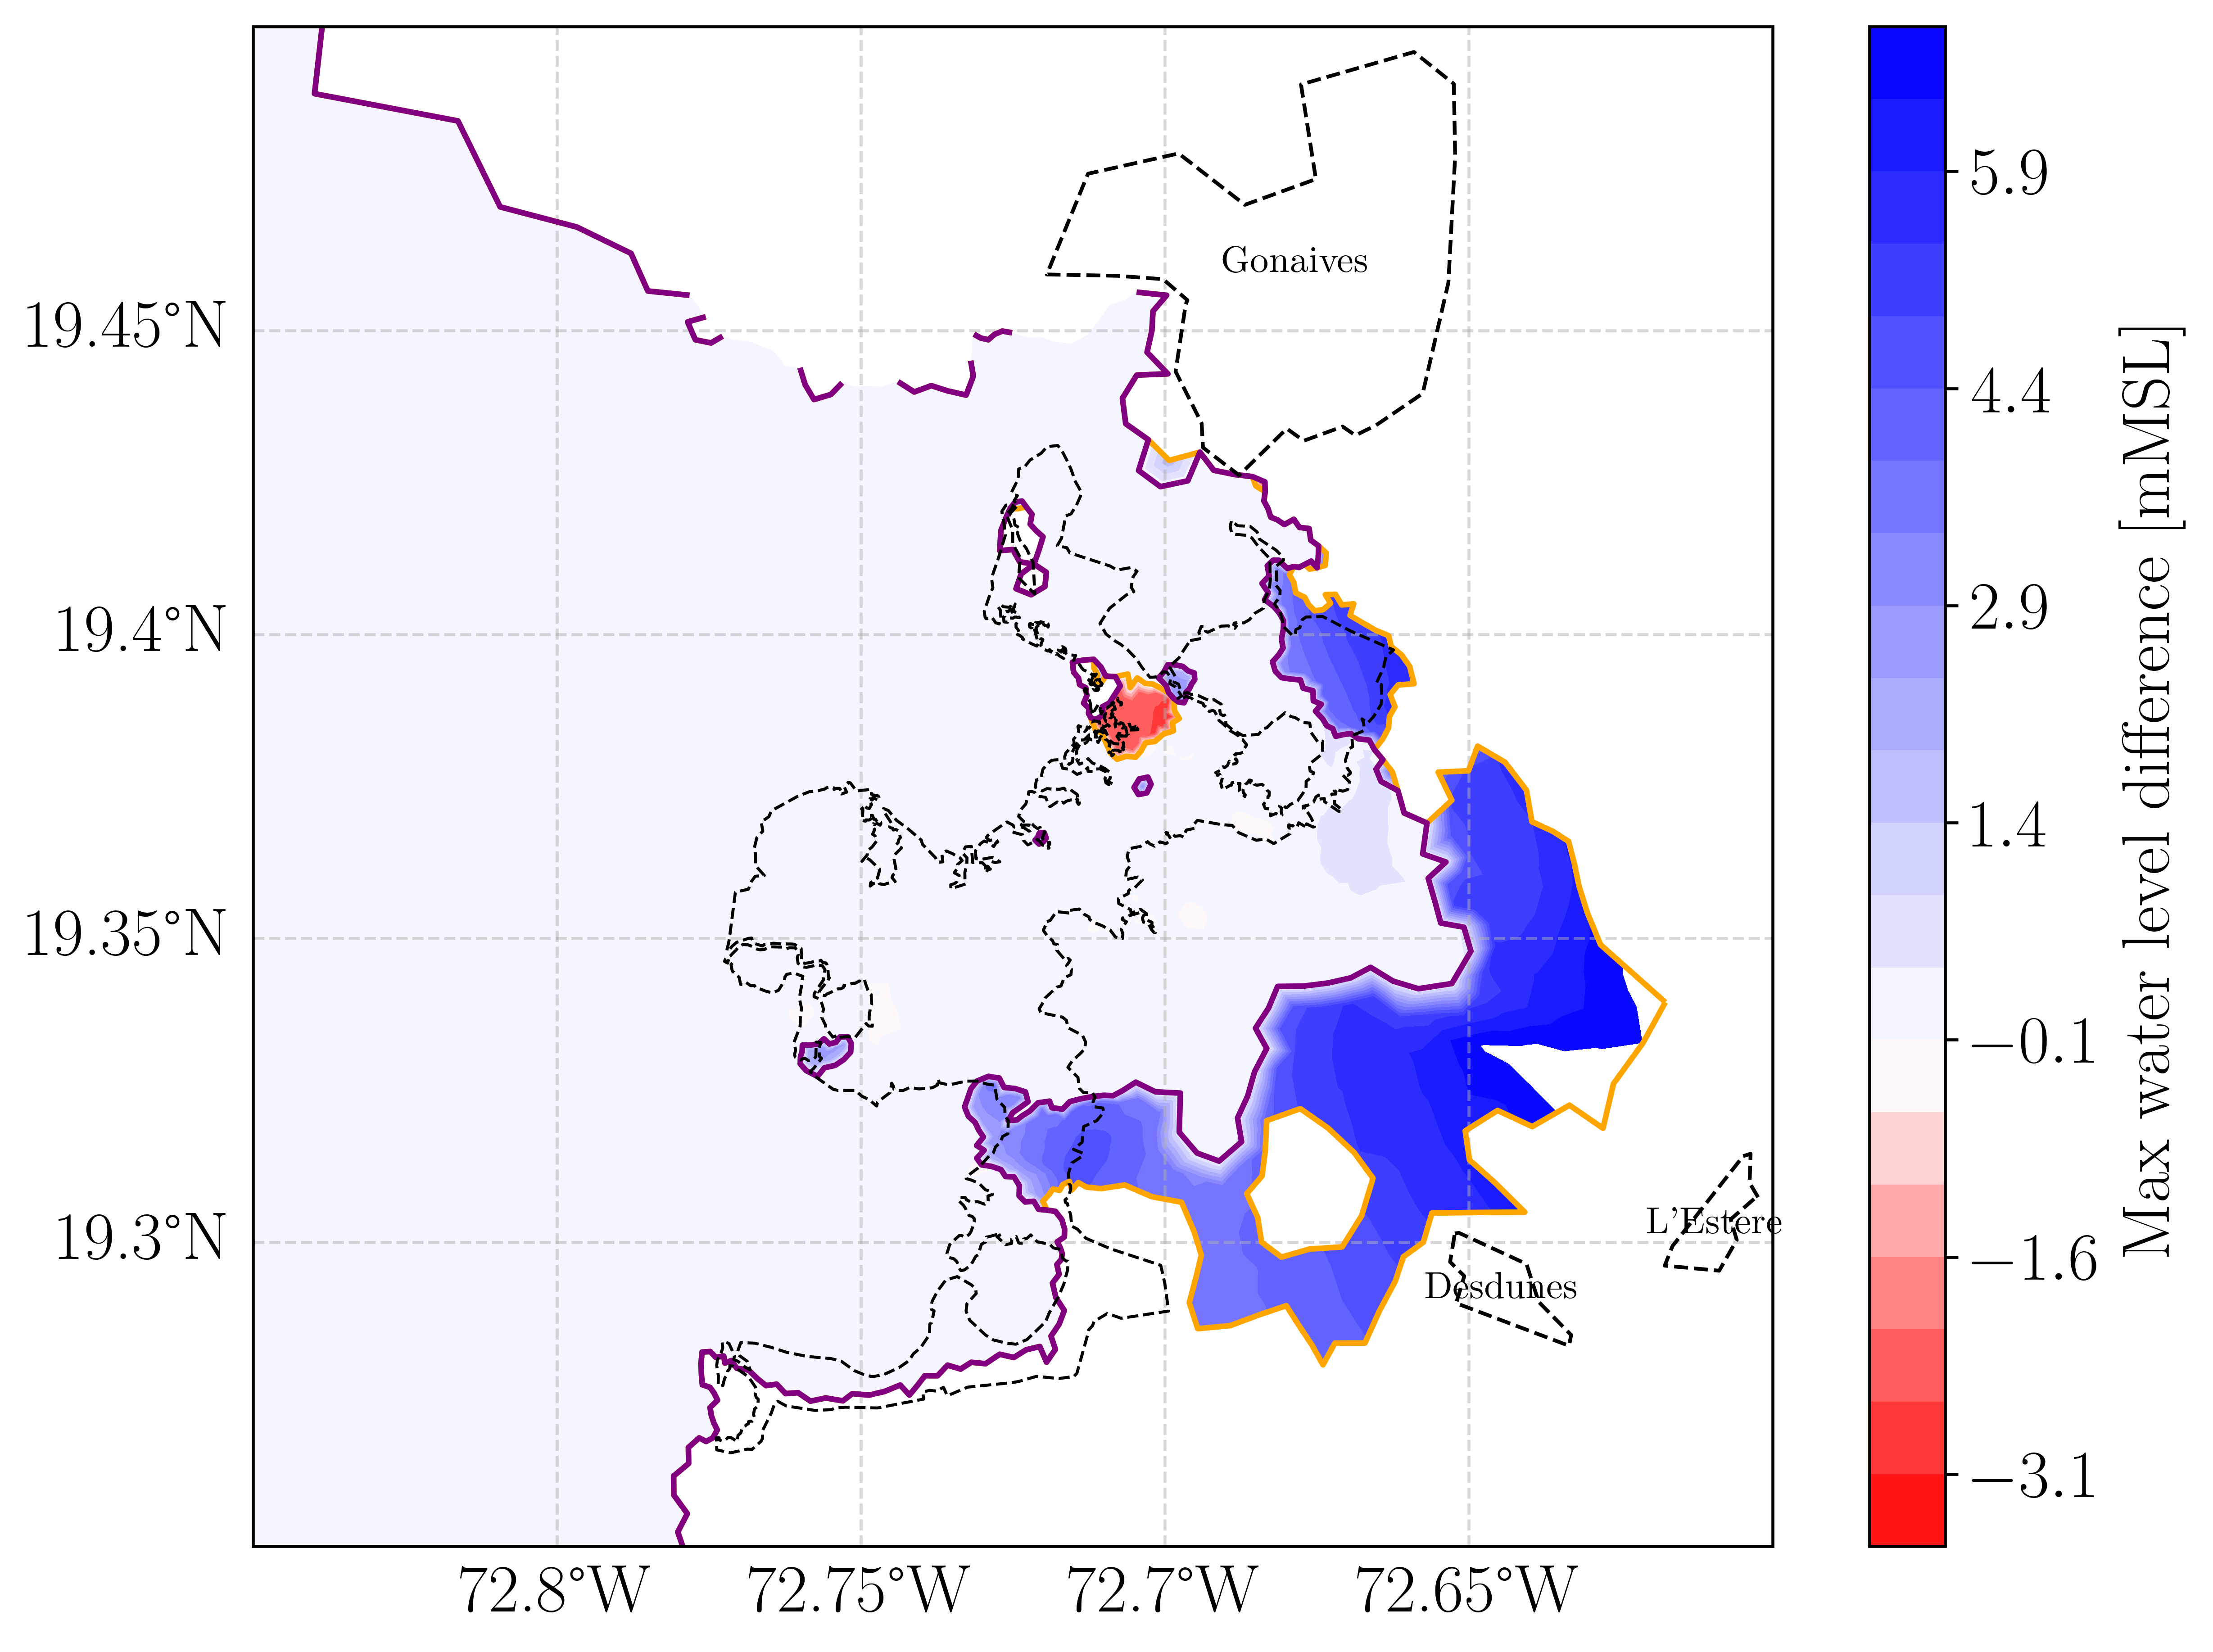 Gonaives
L'Estere
Desdunes
19.45°N
19.4°N
19.35°N
19.3°N
72.8°W
72.75°W
72.7°W
72.65°W
5.9
4.4
2.9
1.4
−0.1
−1.6
−3.1
Max water level difference [mMSL]